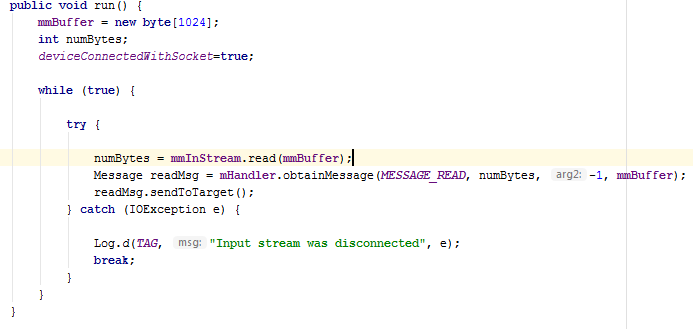 public void run() {
mmBuffer = new byte[1024];
int numBytes;
deviceConnectedWithSocket=true;
while (true) {
try {
numBytes = mmInStream.read(mmBuffer);
Message readMsg = mHandler.obtainMessage(MESSAGE_READ, numBytes, arg2: -1, mmBuffer);
readMsg.sendToTarget();
} catch (IOException e) {
Log.d(TAG, msg: "Input stream was disconnected", e);
break;
}
}
}